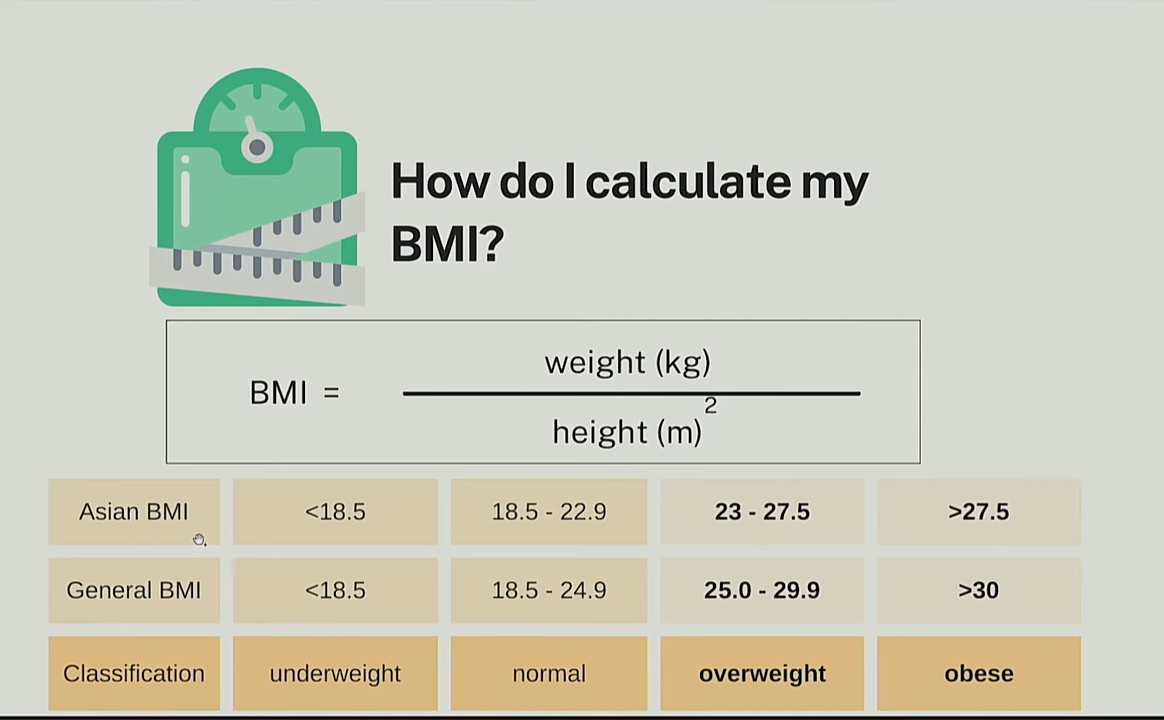 How do I calculate my
BMI?
weight (kg)
BMI =
height (m)²
Asian BMI <18.5 18.5 - 22.9 23 - 27.5 >27.5
General BMI <18.5 18.5 - 24.9 25.0 - 29.9 >30
Classification underweight normal overweight obese